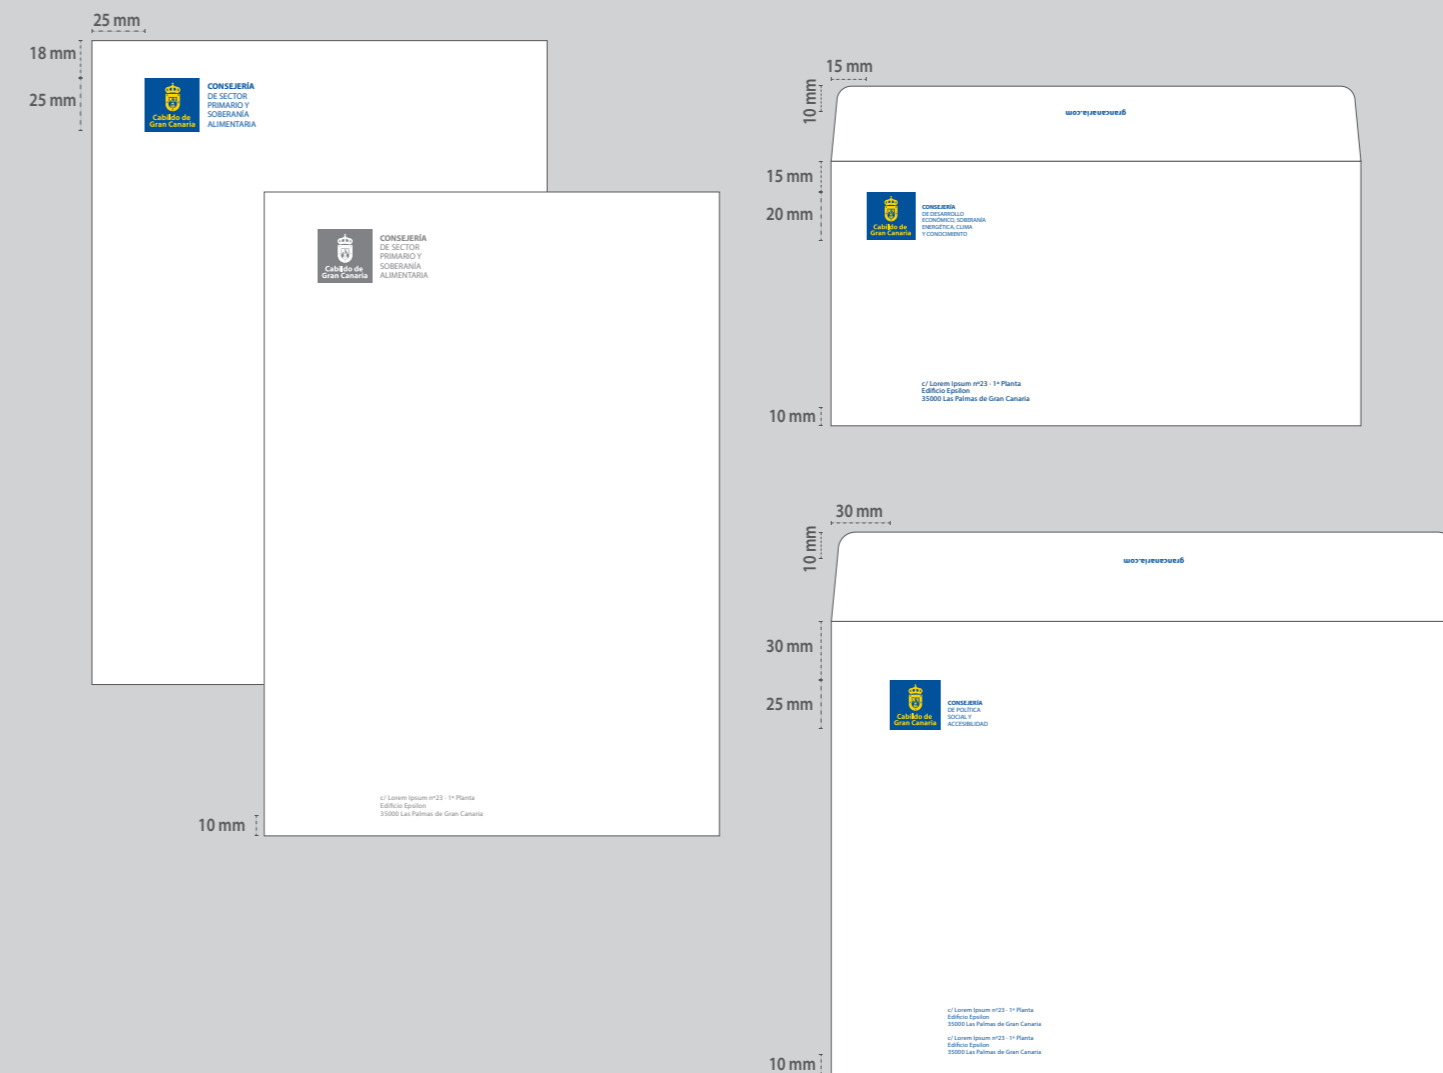 25 mm
18 mm
25 mm
Cabildo de
Gran Canaria
CONSEJERÍA
DE SECTOR
PRIMARIO Y
SOBERANÍA
ALIMENTARIA
Cabildo de
Gran Canaria
CONSEJERÍA
DE SECTOR
PRIMARIO Y
SOBERANÍA
ALIMENTARIA
c/ Lorem Ipsum nº23 - 1ª Planta
Edificio Epsilon
35000 Las Palmas de Gran Canaria
10 mm
15 mm
10 mm
grancanaria.com
15 mm
20 mm
Cabildo de
Gran Canaria
CONSEJERÍA
DE DESARROLLO
ECONÓMICO, SOBERANÍA
ENERGÉTICA, CLIMA
Y CONOCIMIENTO
c/ Lorem Ipsum nº23 - 1ª Planta
Edificio Epsilon
35000 Las Palmas de Gran Canaria
10 mm
30 mm
10 mm
grancanaria.com
30 mm
25 mm
Cabildo de
Gran Canaria
CONSEJERÍA
DE POLÍTICA
SOCIAL Y
ACCESIBILIDAD
c/ Lorem Ipsum nº23 - 1ª Planta
Edificio Epsilon
35000 Las Palmas de Gran Canaria
c/ Lorem Ipsum nº23 - 1ª Planta
Edificio Epsilon
35000 Las Palmas de Gran Canaria
10 mm